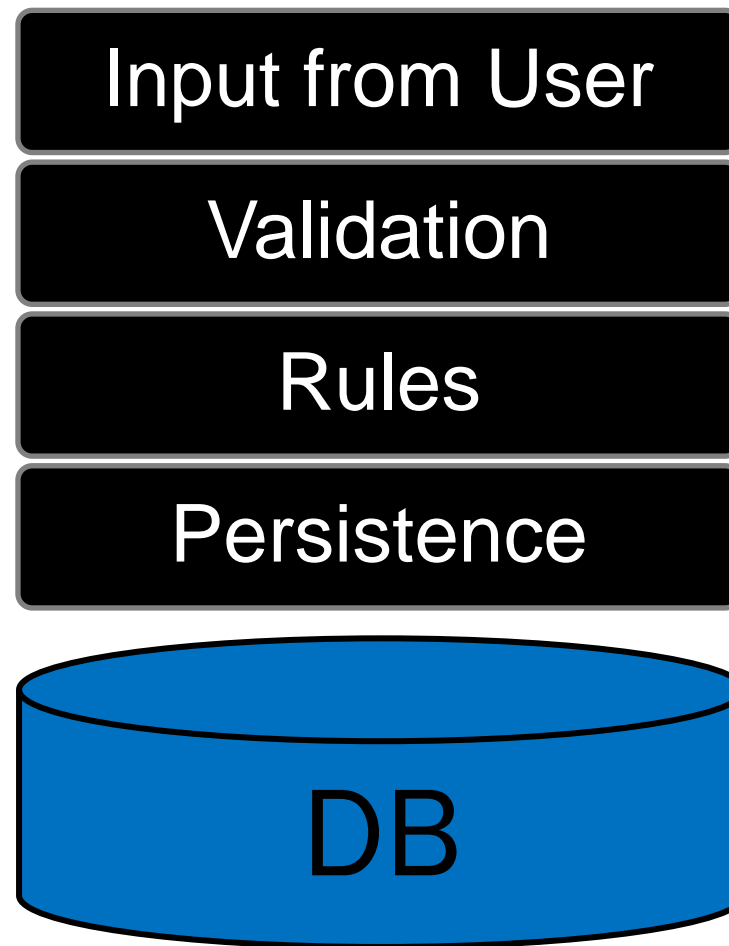 Input from User
Validation
Rules
Persistence
DB